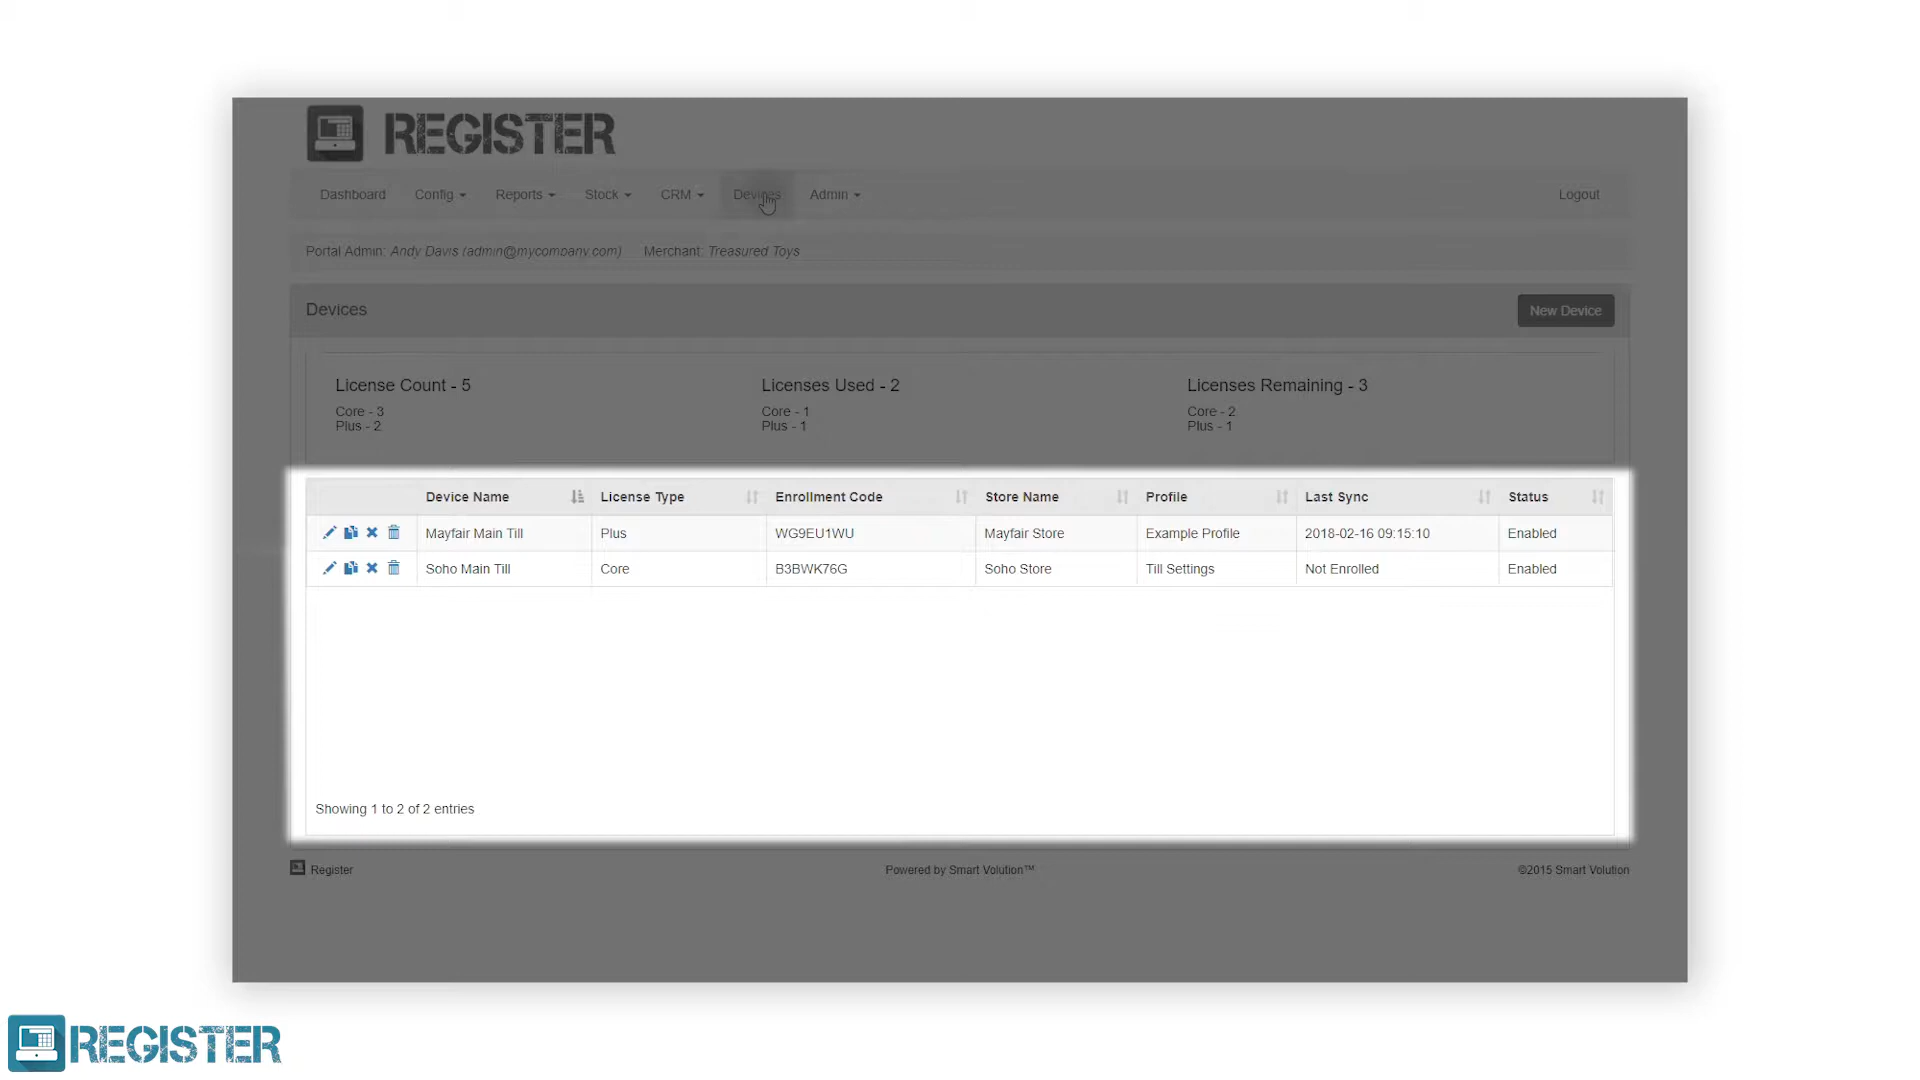 REGISTER
Dashboard Config Reports Stock CRM Devices Admin Logout
Portal Admin: Andy Davis (admin@mycompany.com) Merchant: Treasured Toys
Devices New Device
License Count - 5 Licenses Used - 2 Licenses Remaining - 3
Core - 3 Core - 1 Core - 2
Plus - 2 Plus - 1 Plus - 1
Device Name License Type Enrollment Code Store Name Profile Last Sync Status
Mayfair Main Till Plus WG9EU1WU Mayfair Store Example Profile 2018-02-16 09:15:10 Enabled
Soho Main Till Core B3BWK76G Soho Store Till Settings Not Enrolled Enabled
Showing 1 to 2 of 2 entries
Register Powered by Smart Volution™ ©2015 Smart Volution
REGISTER